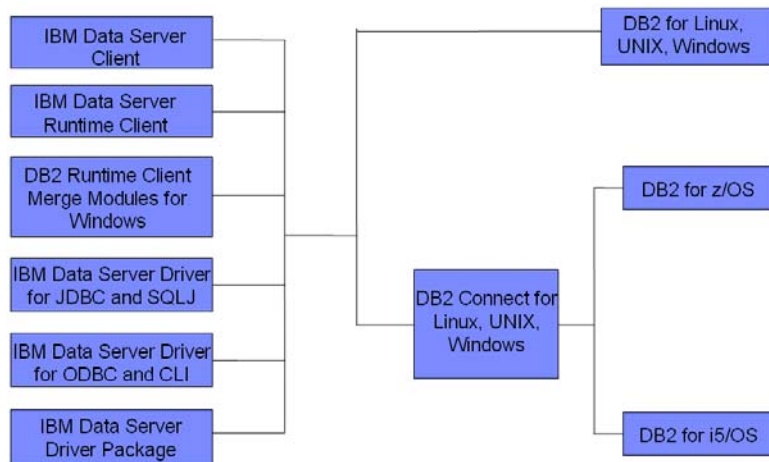 IBM Data Server
Client
IBM Data Server
Runtime Client
DB2 Runtime Client
Merge Modules for
Windows
IBM Data Server Driver
for JDBC and SQLJ
IBM Data Server Driver
for ODBC and CLI
IBM Data Server
Driver Package
DB2 Connect for
Linux, UNIX,
Windows
DB2 for Linux,
UNIX, Windows
DB2 for z/OS
DB2 for i5/OS